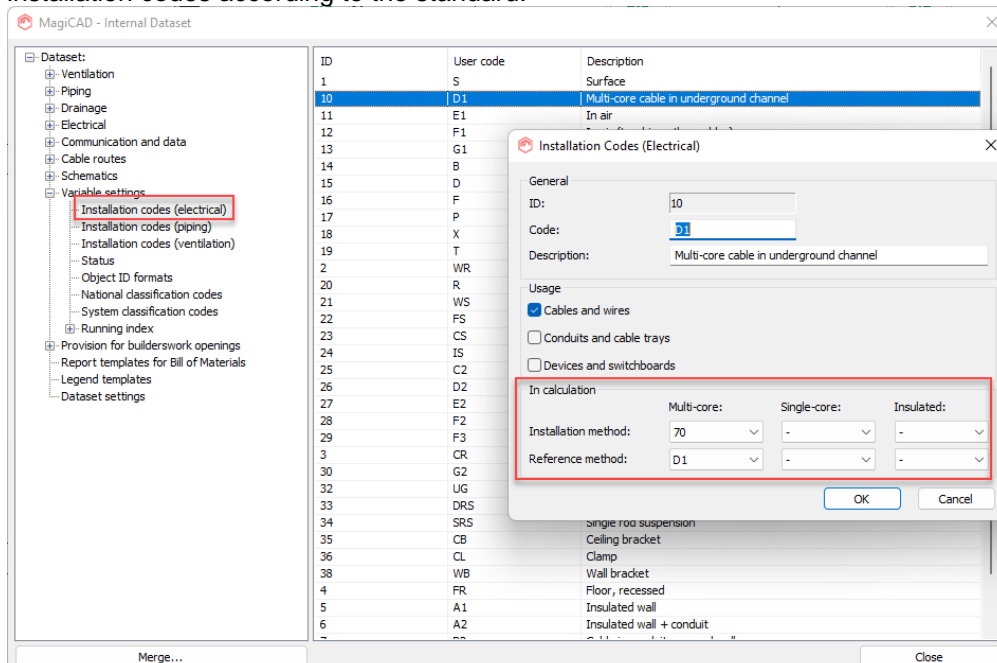 installation codes according to the standard.
MagiCAD - Internal Dataset
Dataset:
Ventilation
Piping
Drainage
Electrical
Communication and data
Cable routes
Schematics
Variable settings
Installation codes (electrical)
Installation codes (piping)
Installation codes (ventilation)
Status
Object ID formats
National classification codes
System classification codes
Running index
Provision for builderswork openings
Report templates for Bill of Materials
Legend templates
Dataset settings
ID User code Description
1 S Surface
10 D1 Multi-core cable in underground channel
11 E1 In air
12 F1
13 G1
14 B
15 D
16 F
17 P
18 X
19 T
2 WR
20 R
21 WS
22 FS
23 CS
24 IS
25 C2
26 D2
27 E2
28 F2
29 F3
3 CR
30 G2
32 UG
33 DRS
34 SRS Single rod suspension
35 CB Ceiling bracket
36 CL Clamp
38 WB Wall bracket
4 FR Floor, recessed
5 A1 Insulated wall
6 A2 Insulated wall + conduit
Installation Codes (Electrical)
General
ID: 10
Code: D1
Description: Multi-core cable in underground channel
Usage
Cables and wires
Conduits and cable trays
Devices and switchboards
In calculation
Multi-core: Single-core: Insulated:
Installation method: 70 - -
Reference method: D1 - -
OK Cancel
Merge... Close